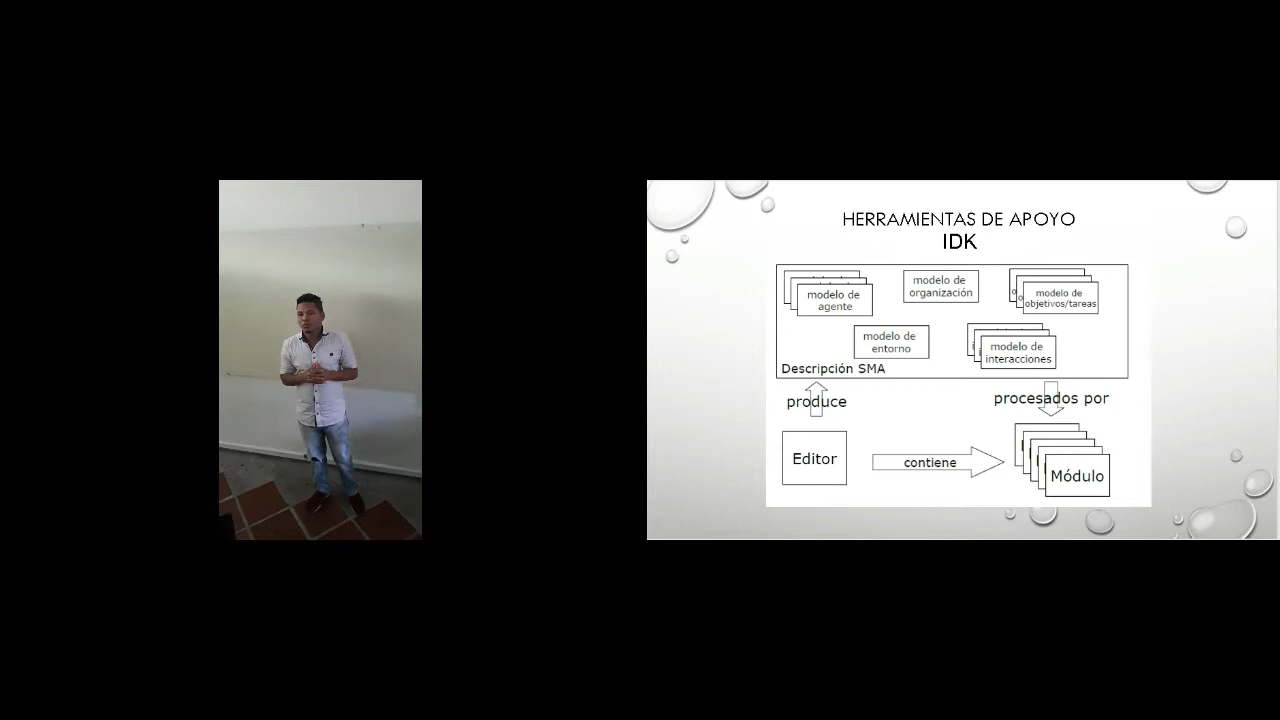 HERRAMIENTAS DE APOYO
IDK
modelo de
agente
modelo de
organización
modelo de
objetivos/tareas
modelo de
entorno
modelo de
interacciones
Descripción SMA
produce
procesados por
Editor
contiene
Módulo